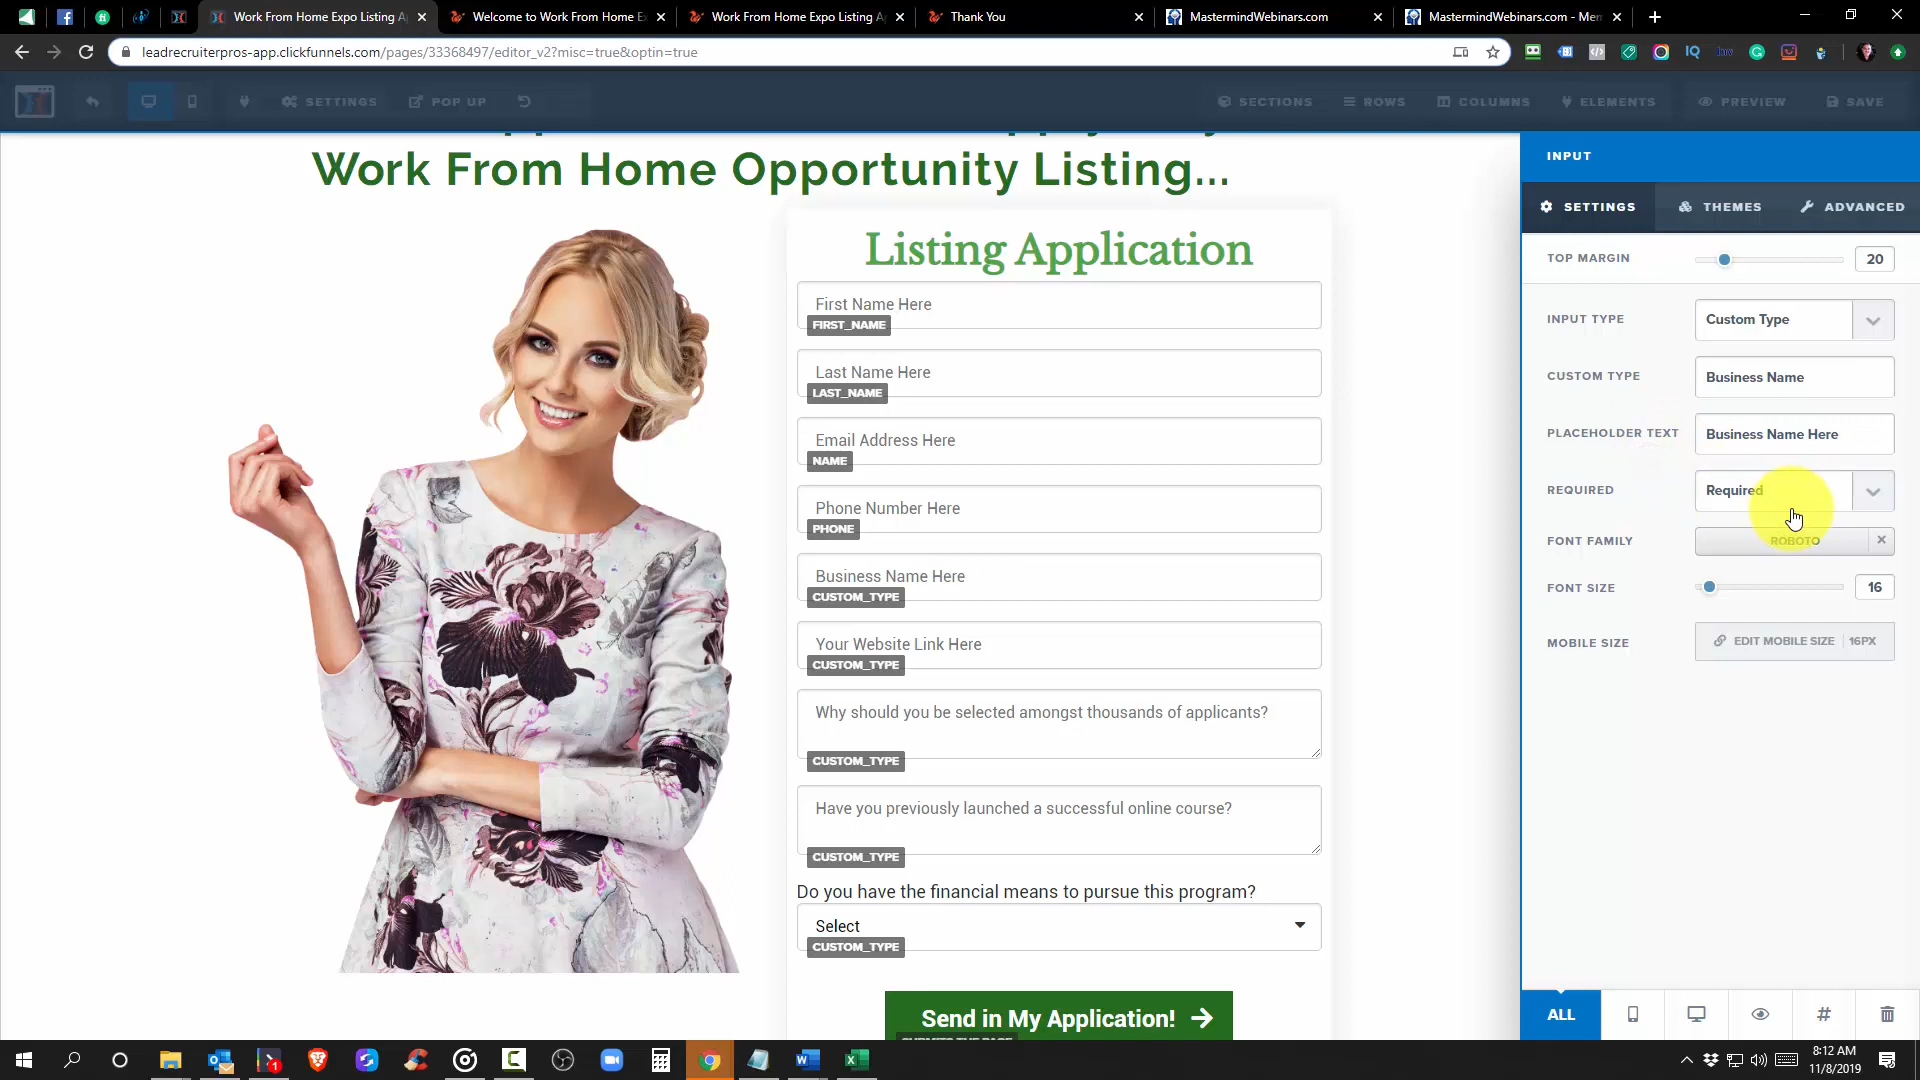 Work From Home Expo Listing A
Welcome to Work From Home E
Work From Home Expo Listing A
Thank You
MastermindWebinars.com
MastermindWebinars.com - Mem
leadrecruiterpros-app.clickfunnels.com/pages/33368497/editor_v2?misc=true&optin=true
SETTINGS
POP UP
SECTIONS
ROWS
COLUMNS
ELEMENTS
PREVIEW
SAVE
Work From Home Opportunity Listing...
Listing Application
First Name Here
FIRST_NAME
Last Name Here
LAST_NAME
Email Address Here
NAME
Phone Number Here
PHONE
Business Name Here
CUSTOM_TYPE
Your Website Link Here
CUSTOM_TYPE
Why should you be selected amongst thousands of applicants?
CUSTOM_TYPE
Have you previously launched a successful online course?
CUSTOM_TYPE
Do you have the financial means to pursue this program?
Select
CUSTOM_TYPE
Send in My Application!
SUBMITS THE PAGE
INPUT
SETTINGS
THEMES
ADVANCED
TOP MARGIN
20
INPUT TYPE
Custom Type
CUSTOM TYPE
Business Name
PLACEHOLDER TEXT
Business Name Here
REQUIRED
Required
FONT FAMILY
ROBOTO
FONT SIZE
16
MOBILE SIZE
EDIT MOBILE SIZE
16PX
ALL
8:12 AM
11/8/2019